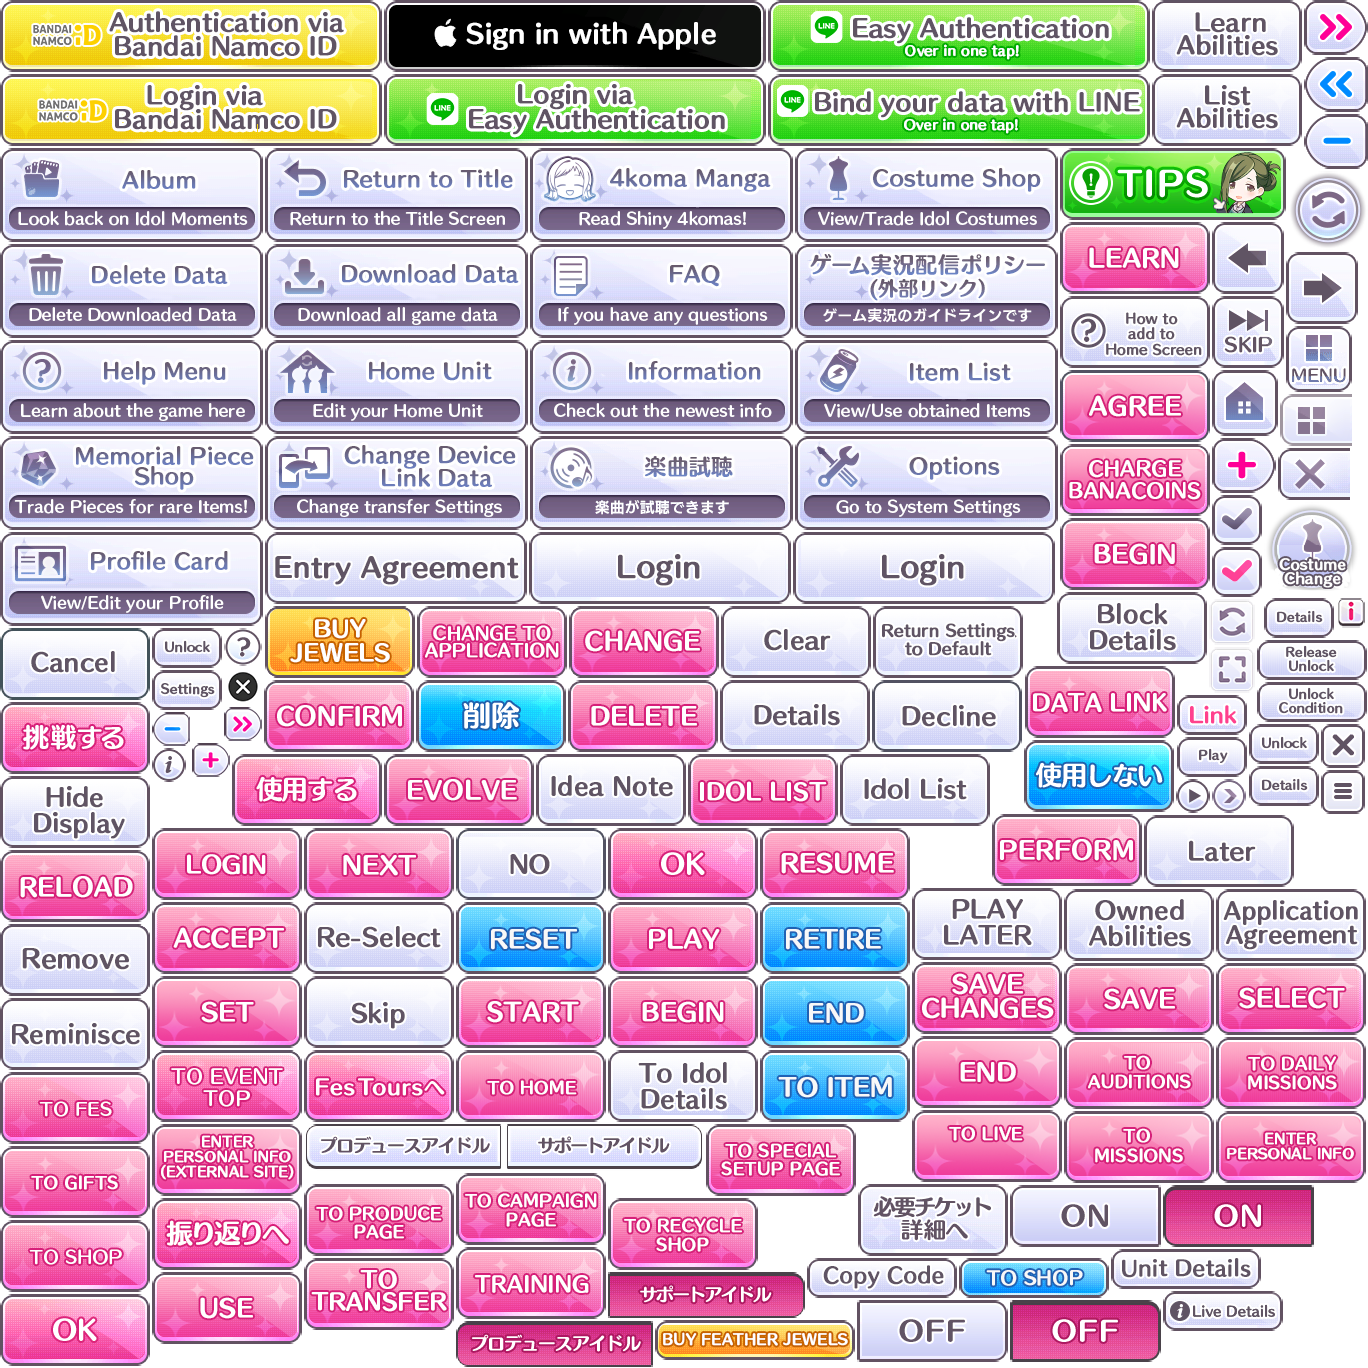 BANDAI NAMCO iD
Authentication via
Bandai Namco ID
Sign in with Apple
LINE
Easy Authentication
Over in one tap!
Learn
Abilities
BANDAI NAMCO iD
Login via
Bandai Namco ID
LINE
Login via
Easy Authentication
LINE
Bind your data with LINE
Over in one tap!
List
Abilities
Album
Look back on Idol Moments
Return to Title
Return to the Title Screen
4koma Manga
Read Shiny 4komas!
Costume Shop
View/Trade Idol Costumes
TIPS
Delete Data
Delete Downloaded Data
Download Data
Download all game data
FAQ
If you have any questions
ゲーム実況配信ポリシー
(外部リンク)
ゲーム実況のガイドラインです
LEARN
How to
add to
Home Screen
SKIP
MENU
Help Menu
Learn about the game here
Home Unit
Edit your Home Unit
Information
Check out the newest info
Item List
View/Use obtained Items
AGREE
Memorial Piece
Shop
Trade Pieces for rare Items!
Change Device
Link Data
Change transfer Settings
楽曲試聴
楽曲が試聴できます
Options
Go to System Settings
CHARGE
BANACOINS
Profile Card
View/Edit your Profile
Entry Agreement
Login
Login
BEGIN
Costume
Change
Cancel
Unlock
Settings
BUY
JEWELS
CHANGE TO
APPLICATION
CHANGE
Clear
Return Settings
to Default
Block
Details
Details
Release
Unlock
Unlock
Condition
挑戦する
CONFIRM
削除
DELETE
Details
Decline
DATA LINK
Link
Play
Unlock
Details
Hide
Display
使用する
EVOLVE
Idea Note
IDOL LIST
Idol List
使用しない
RELOAD
LOGIN
NEXT
NO
OK
RESUME
PERFORM
Later
Remove
ACCEPT
Re-Select
RESET
PLAY
RETIRE
PLAY
LATER
Owned
Abilities
Application
Agreement
Reminisce
SET
Skip
START
BEGIN
END
SAVE
CHANGES
SAVE
SELECT
TO FES
TO EVENT
TOP
Fes Toursへ
TO HOME
To Idol
Details
TO ITEM
END
TO
AUDITIONS
TO DAILY
MISSIONS
TO GIFTS
ENTER
PERSONAL INFO
(EXTERNAL SITE)
プロデュースアイドル
サポートアイドル
TO SPECIAL
SETUP PAGE
TO LIVE
TO
MISSIONS
ENTER
PERSONAL INFO
TO SHOP
振り返りへ
TO PRODUCE
PAGE
TO CAMPAIGN
PAGE
TO RECYCLE
SHOP
必要チケット
詳細へ
ON
ON
OK
USE
TO
TRANSFER
TRAINING
サポートアイドル
Copy Code
TO SHOP
Unit Details
プロデュースアイドル
BUY FEATHER JEWELS
OFF
OFF
Live Details